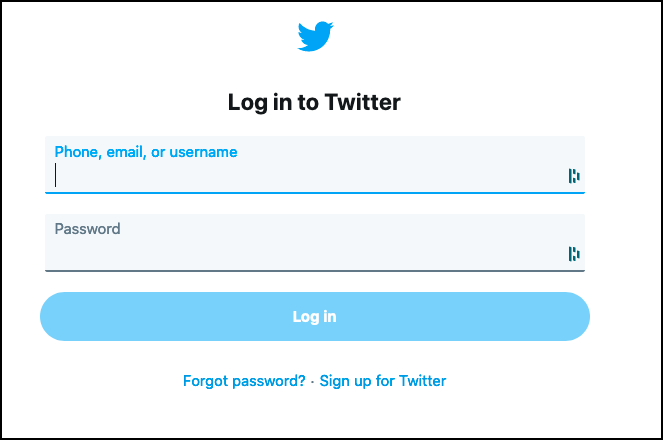 Log in to Twitter
Phone, email, or username
Password
Log in
Forgot password? · Sign up for Twitter